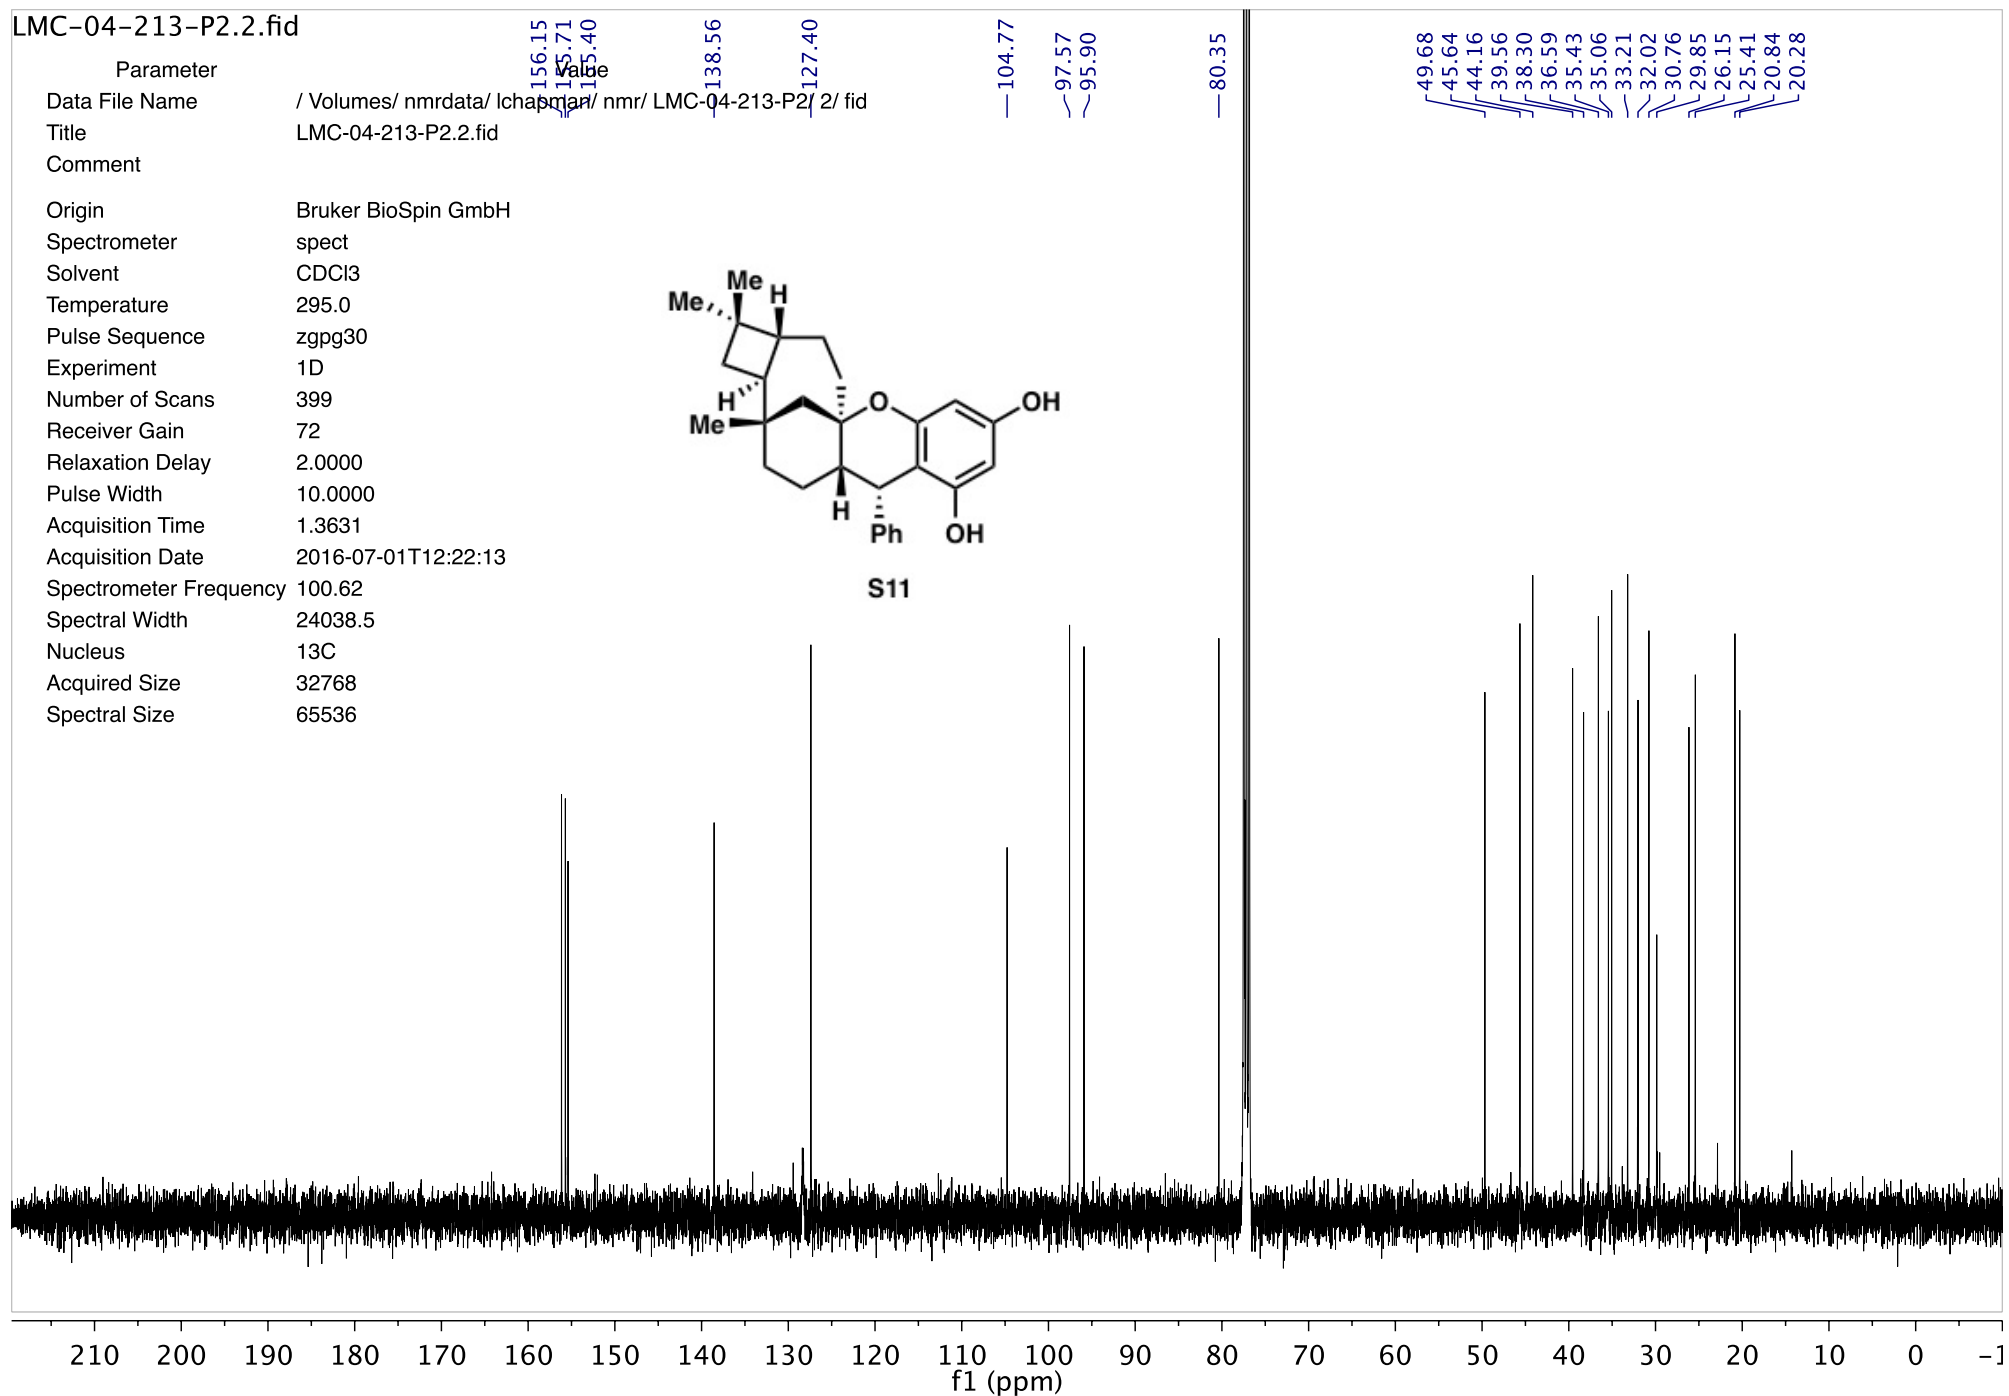 LMC-04-213-P2.2.fid
156.15
155.71
155.40
138.56
127.40
104.77
97.57
95.90
80.35
49.68
45.64
44.16
39.56
38.30
36.59
35.43
35.06
33.21
32.02
30.76
29.85
26.15
25.41
20.84
20.28
Parameter Value
Data File Name / Volumes/ nmrdata/ lchapman/ nmr/ LMC-04-213-P2/ 2/ fid
Title LMC-04-213-P2.2.fid
Comment
Origin Bruker BioSpin GmbH
Spectrometer spect
Solvent CDCl3
Temperature 295.0
Pulse Sequence zgpg30
Experiment 1D
Number of Scans 399
Receiver Gain 72
Relaxation Delay 2.0000
Pulse Width 10.0000
Acquisition Time 1.3631
Acquisition Date 2016-07-01T12:22:13
Spectrometer Frequency 100.62
Spectral Width 24038.5
Nucleus 13C
Acquired Size 32768
Spectral Size 65536
Me
Me H
H O OH
Me
H
Ph OH
S11
210 200 190 180 170 160 150 140 130 120 110 100 90 80 70 60 50 40 30 20 10 0 -1
f1 (ppm)